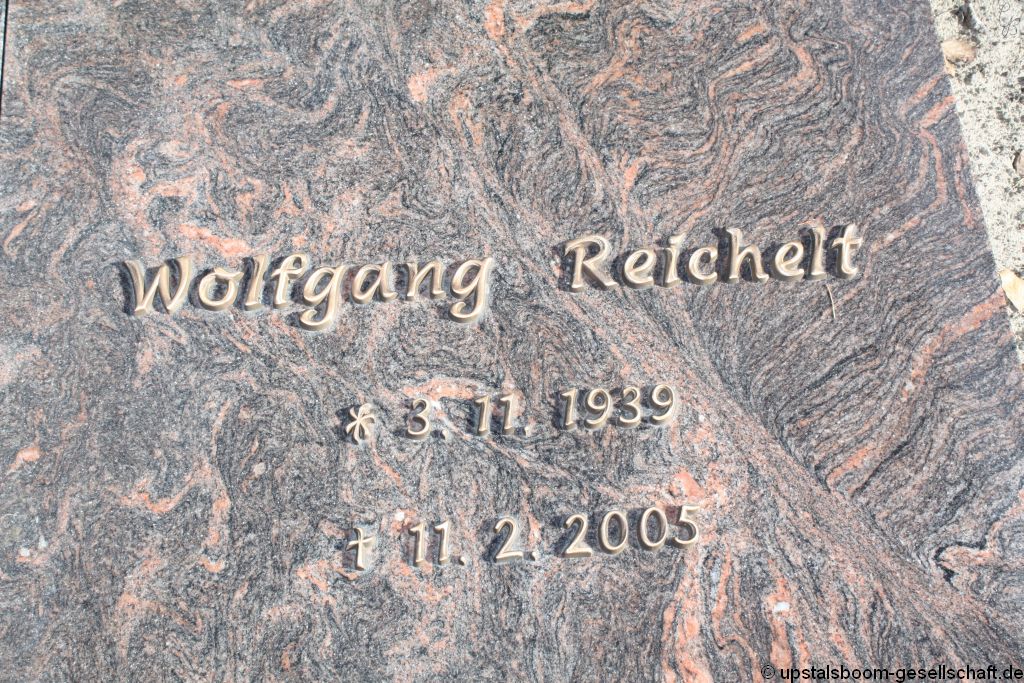 Wolfgang Reichelt
* 3. 11. 1939
† 11. 2. 2005
© upstalsboom-gesellschaft.de